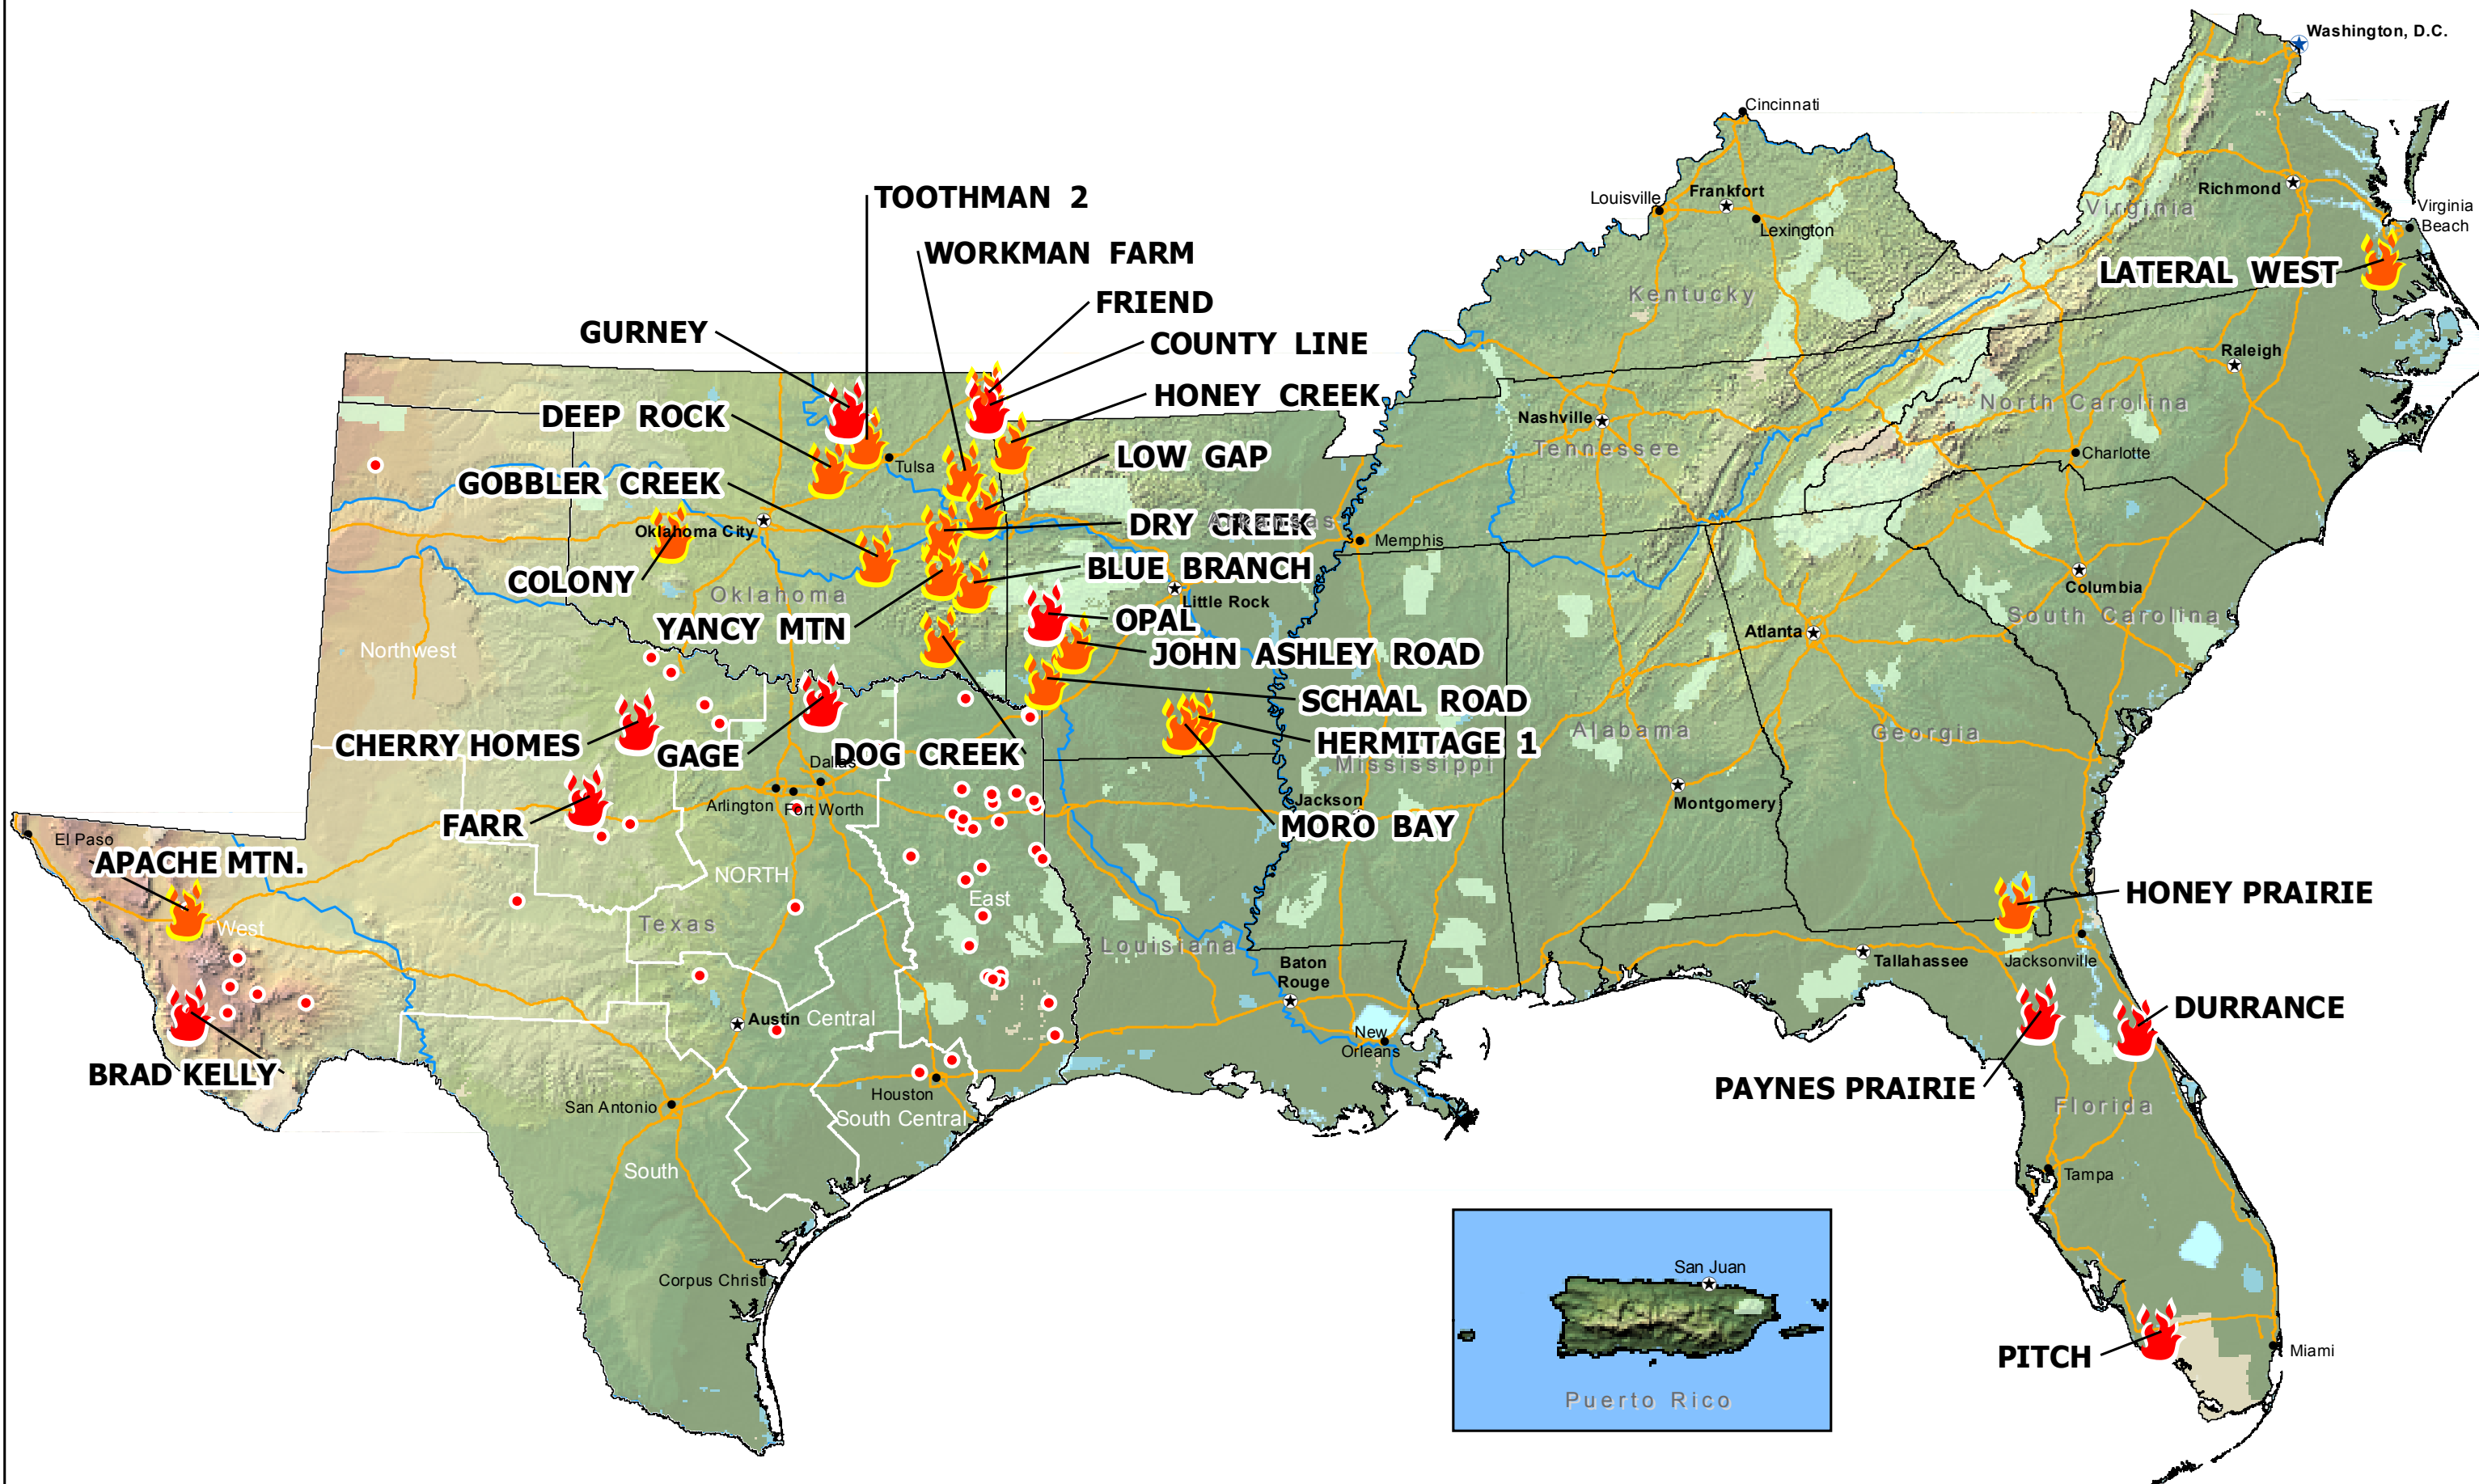 Washington, D.C.
Cincinnati
Louisville
Frankfort
Richmond
Virginia
Virginia
Beach
Lexington
TOOTHMAN 2
WORKMAN FARM
LATERAL WEST
FRIEND
Kentucky
GURNEY
COUNTY LINE
Raleigh
HONEY CREEK
North Carolina
DEEP ROCK
Nashville
Tennessee
Charlotte
LOW GAP
Tulsa
GOBBLER CREEK
Arkansas
DRY CREEK
Oklahoma City
Memphis
BLUE BRANCH
COLONY
Oklahoma
Little Rock
Columbia
South Carolina
OPAL
YANCY MTN
Atlanta
Northwest
JOHN ASHLEY ROAD
SCHAAL ROAD
Alabama
Georgia
CHERRY HOMES
GAGE
DOG CREEK
HERMITAGE 1
Mississippi
Dallas
Arlington
Fort Worth
Jackson
Montgomery
FARR
MORO BAY
El Paso
APACHE MTN.
NORTH
East
HONEY PRAIRIE
West
Texas
Louisiana
Baton
Rouge
Tallahassee
Jacksonville
DURRANCE
Austin
Central
New
Orleans
BRAD KELLY
PAYNES PRAIRIE
Houston
San Antonio
South Central
Florida
South
Tampa
San Juan
Corpus Christi
Puerto Rico
PITCH
Miami